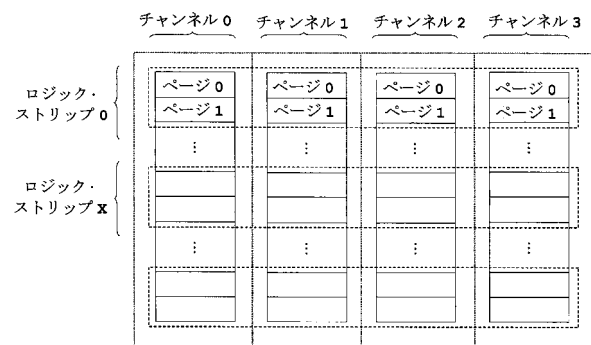 チャンネル 0 チャンネル 1 チャンネル 2 チャンネル 3
ロジック・
ストリップ 0
ページ 0 ページ 0 ページ 0 ページ 0
ページ 1 ページ 1 ページ 1 ページ 1
⋮ ⋮ ⋮ ⋮
ロジック・
ストリップ X
⋮ ⋮ ⋮ ⋮